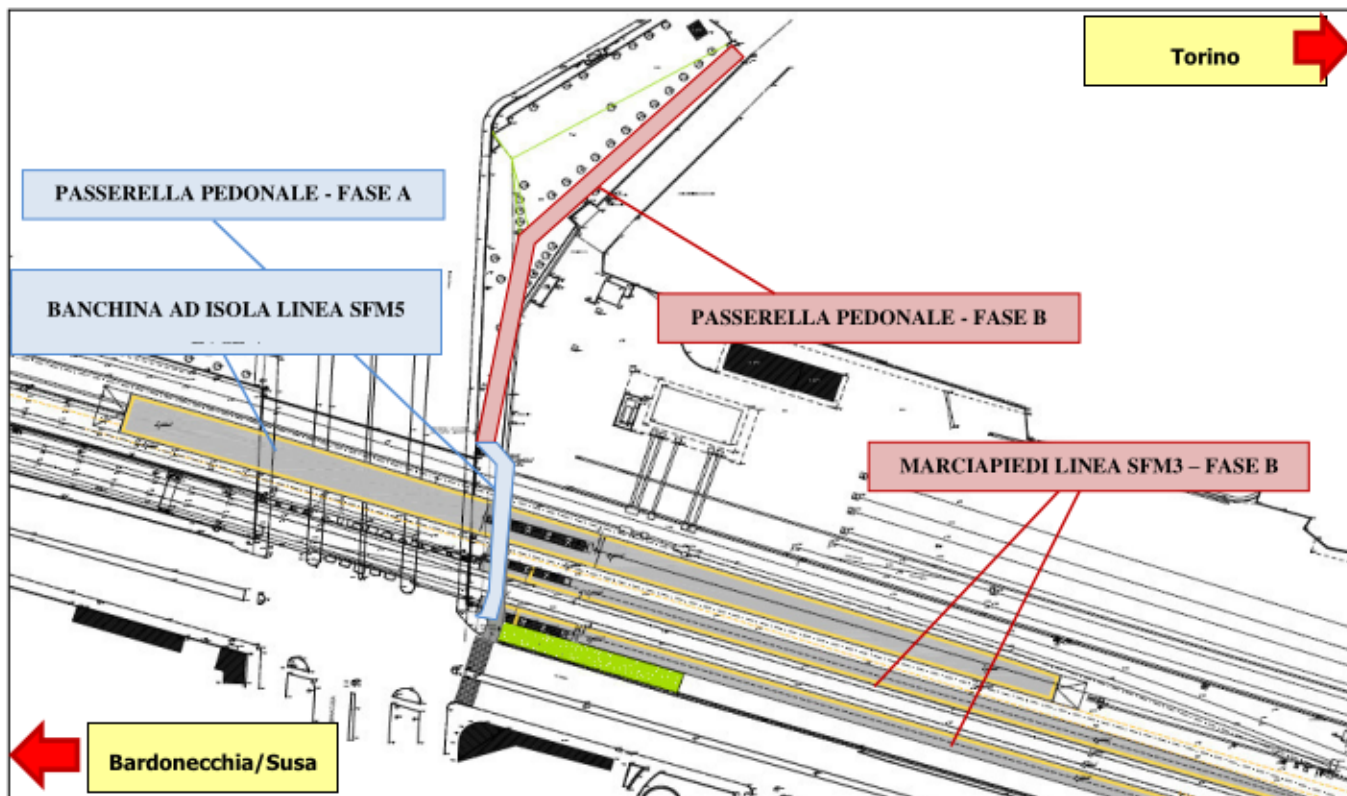 Torino
PASSERELLA PEDONALE - FASE A
BANCHINA AD ISOLA LINEA SFM5
PASSERELLA PEDONALE - FASE B
MARCIAPIEDI LINEA SFM3 – FASE B
Bardonecchia/Susa